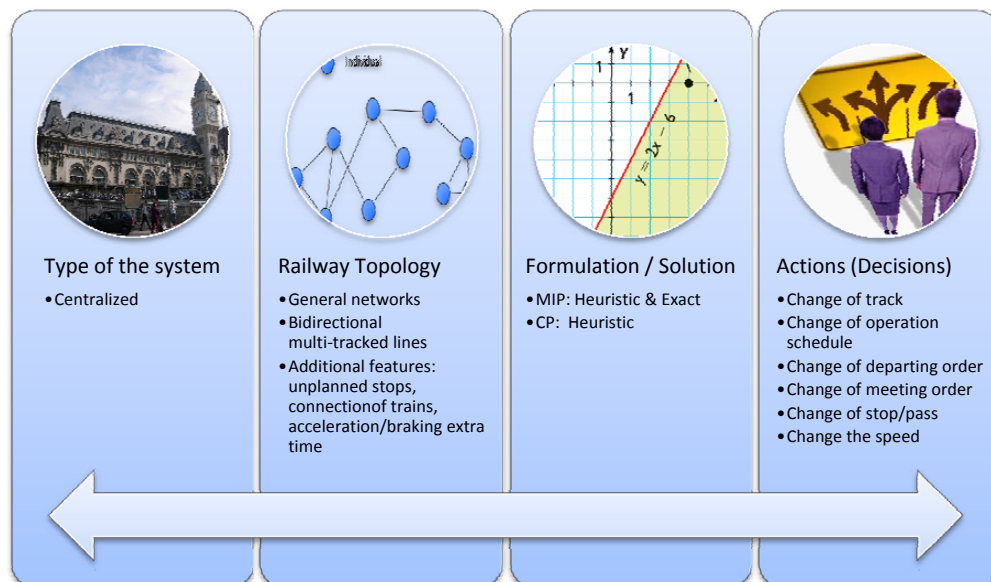 Individual
Y
1
1
y = 2x - 6
Type of the system
•Centralized
Railway Topology
•General networks
•Bidirectional
multi-tracked lines
•Additional features:
unplanned stops,
connectionof trains,
acceleration/braking extra
time
Formulation / Solution
•MIP: Heuristic & Exact
•CP: Heuristic
Actions (Decisions)
•Change of track
•Change of operation
schedule
•Change of departing order
•Change of meeting order
•Change of stop/pass
•Change the speed